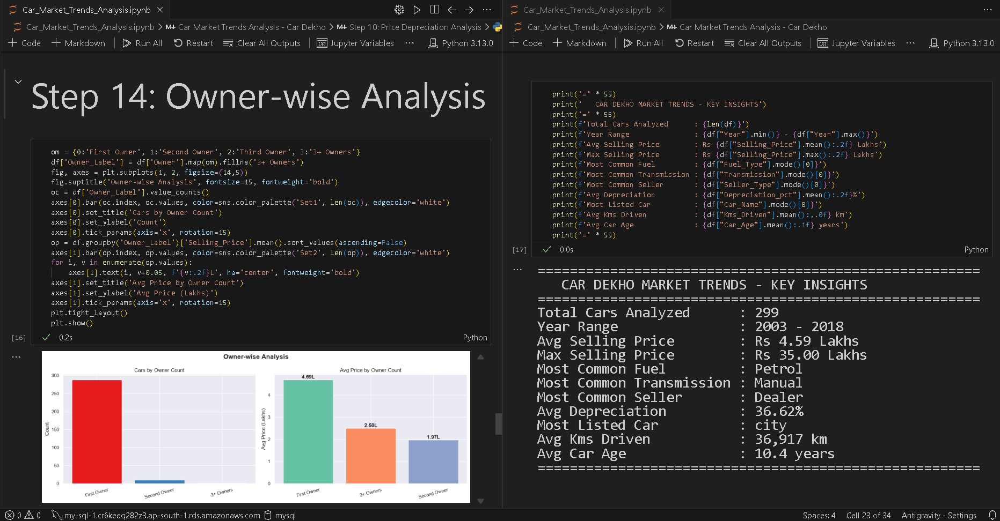 Car_Market_Trends_Analysis.ipynb
Car_Market_Trends_Analysis.ipynb > M↓ Car Market Trends Analysis - Car Dekho > M↓ Step 10: Price Depreciation Analysis >
+ Code + Markdown | Run All Restart Clear All Outputs | Jupyter Variables ... Python 3.13.0
Step 14: Owner-wise Analysis
om = {0:'First Owner', 1:'Second Owner', 2:'Third Owner', 3:'3+ Owners'}
df['Owner_Label'] = df['Owner'].map(om).fillna('3+ Owners')
fig, axes = plt.subplots(1, 2, figsize=(14,5))
fig.suptitle('Owner-wise Analysis', fontsize=15, fontweight='bold')
oc = df['Owner_Label'].value_counts()
axes[0].bar(oc.index, oc.values, color=sns.color_palette('Set1', len(oc)), edgecolor='white')
axes[0].set_title('Cars by Owner Count')
axes[0].set_ylabel('Count')
axes[0].tick_params(axis='x', rotation=15)
op = df.groupby('Owner_Label')['Selling_Price'].mean().sort_values(ascending=False)
axes[1].bar(op.index, op.values, color=sns.color_palette('Set2', len(op)), edgecolor='white')
for i, v in enumerate(op.values):
axes[1].text(i, v+0.05, f'{v:.2f}L', ha='center', fontweight='bold')
axes[1].set_title('Avg Price by Owner Count')
axes[1].set_ylabel('Avg Price (Lakhs)')
axes[1].tick_params(axis='x', rotation=15)
plt.tight_layout()
plt.show()
[16] ✓ 0.2s Python
...
Owner-wise Analysis
Cars by Owner Count
300
250
200
150
100
50
0
Count
First Owner
Second Owner
3+ Owners
Avg Price by Owner Count
4.69L
2.50L
1.97L
4
3
2
1
0
Avg Price (Lakhs)
First Owner
3+ Owners
Second Owner
Car_Market_Trends_Analysis.ipynb
Car_Market_Trends_Analysis.ipynb > M↓ Car Market Trends Analysis - Car Dekho
+ Code + Markdown | Run All Restart Clear All Outputs | Jupyter Variables ... Python 3.13.0
print('=' * 55)
print('   CAR DEKHO MARKET TRENDS - KEY INSIGHTS')
print('=' * 55)
print(f'Total Cars Analyzed      : {len(df)}')
print(f'Year Range               : {df["Year"].min()} - {df["Year"].max()}')
print(f'Avg Selling Price        : Rs {df["Selling_Price"].mean():.2f} Lakhs')
print(f'Max Selling Price        : Rs {df["Selling_Price"].max():.2f} Lakhs')
print(f'Most Common Fuel         : {df["Fuel_Type"].mode()[0]}')
print(f'Most Common Transmission : {df["Transmission"].mode()[0]}')
print(f'Most Common Seller       : {df["Seller_Type"].mode()[0]}')
print(f'Avg Depreciation         : {df["Depreciation_pct"].mean():.2f}%')
print(f'Most Listed Car          : {df["Car_Name"].mode()[0]}')
print(f'Avg Kms Driven           : {df["Kms_Driven"].mean():,.0f} km')
print(f'Avg Car Age              : {df["Car_Age"].mean():.1f} years')
print('=' * 55)
[17] ✓ 0.0s Python
...
=======================================================
CAR DEKHO MARKET TRENDS - KEY INSIGHTS
=======================================================
Total Cars Analyzed      : 299
Year Range               : 2003 - 2018
Avg Selling Price        : Rs 4.59 Lakhs
Max Selling Price        : Rs 35.00 Lakhs
Most Common Fuel         : Petrol
Most Common Transmission : Manual
Most Common Seller       : Dealer
Avg Depreciation         : 36.62%
Most Listed Car          : city
Avg Kms Driven           : 36,917 km
Avg Car Age              : 10.4 years
=======================================================
0 0 my-sql-1.cr6keeq282z3.ap-south-1.rds.amazonaws.com mysql Spaces: 4 Cell 23 of 34 Antigravity - Settings